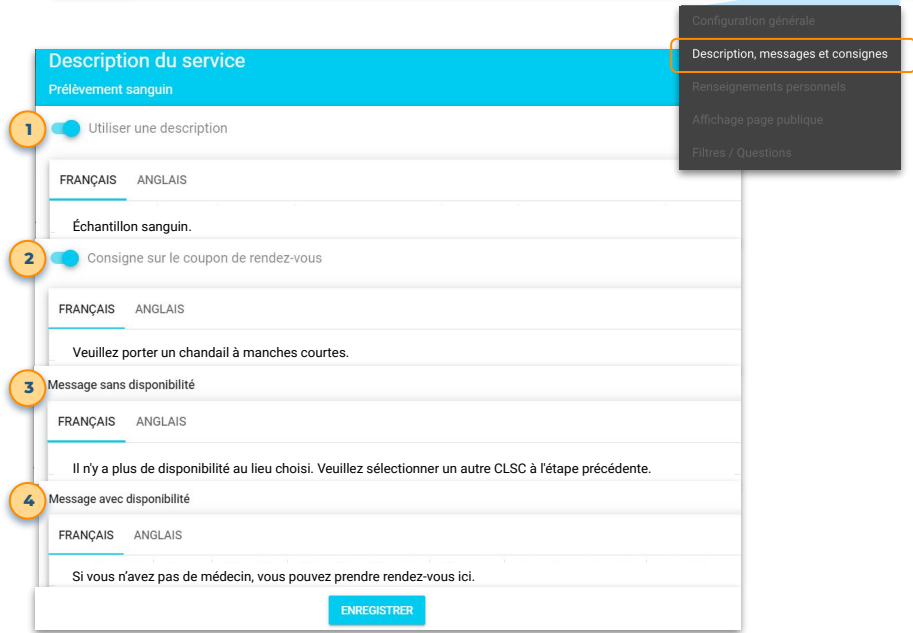 Configuration générale
Description, messages et consignes
Renseignements personnels
Affichage page publique
Filtres / Questions
Description du service
Prélèvement sanguin
1 Utiliser une description
FRANÇAIS ANGLAIS
Échantillon sanguin.
2 Consigne sur le coupon de rendez-vous
FRANÇAIS ANGLAIS
Veuillez porter un chandail à manches courtes.
3 Message sans disponibilité
FRANÇAIS ANGLAIS
Il n'y a plus de disponibilité au lieu choisi. Veuillez sélectionner un autre CLSC à l'étape précédente.
4 Message avec disponibilité
FRANÇAIS ANGLAIS
Si vous n’avez pas de médecin, vous pouvez prendre rendez-vous ici.
ENREGISTRER